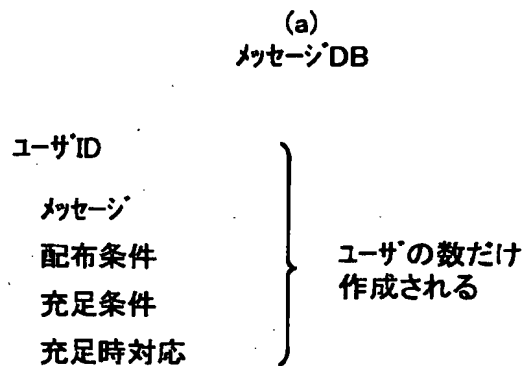 (a)
メッセージDB
ユーザID
メッセージ
配布条件
充足条件
充足時対応
ユーザの数だけ
作成される